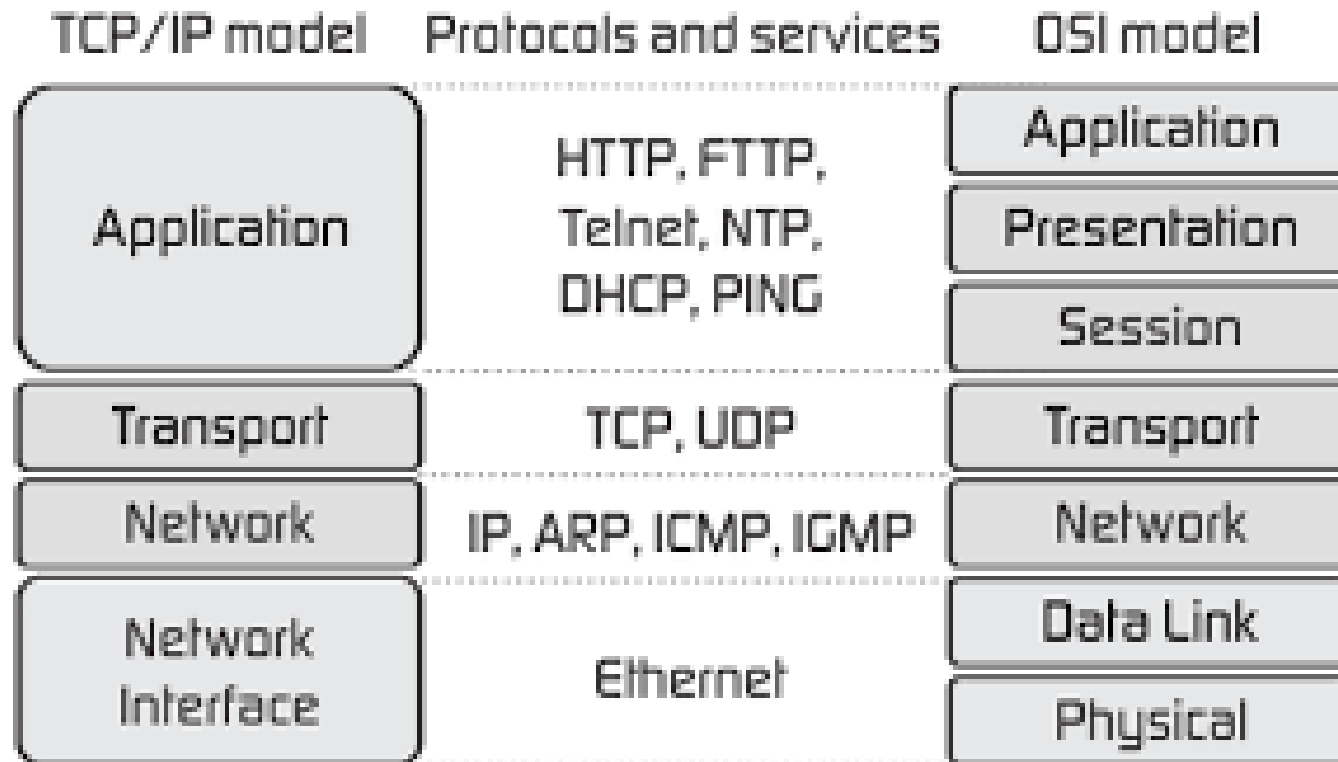 TCP/IP model Protocols and services OSI model
Application
HTTP, FTTP,
Telnet, NTP,
DHCP, PING
Application
Presentation
Session
Transport
TCP, UDP
Transport
Network
IP, ARP, ICMP, IGMP
Network
Network
Interface
Ethernet
Data Link
Physical